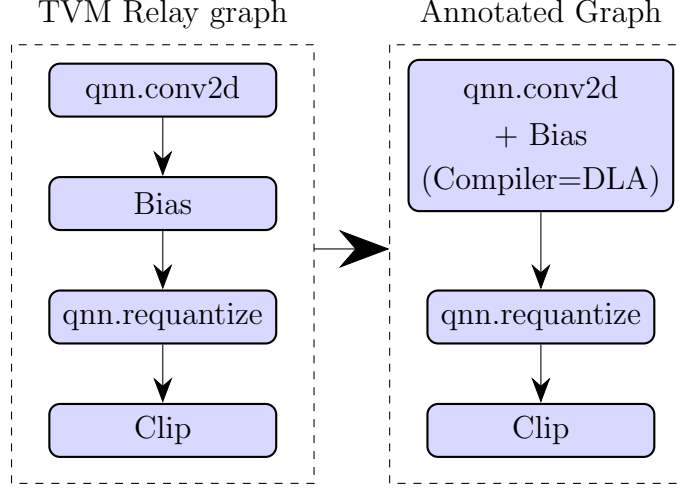 TVM Relay graph
qnn.conv2d
Bias
qnn.requantize
Clip
Annotated Graph
qnn.conv2d
+ Bias
(Compiler=DLA)
qnn.requantize
Clip